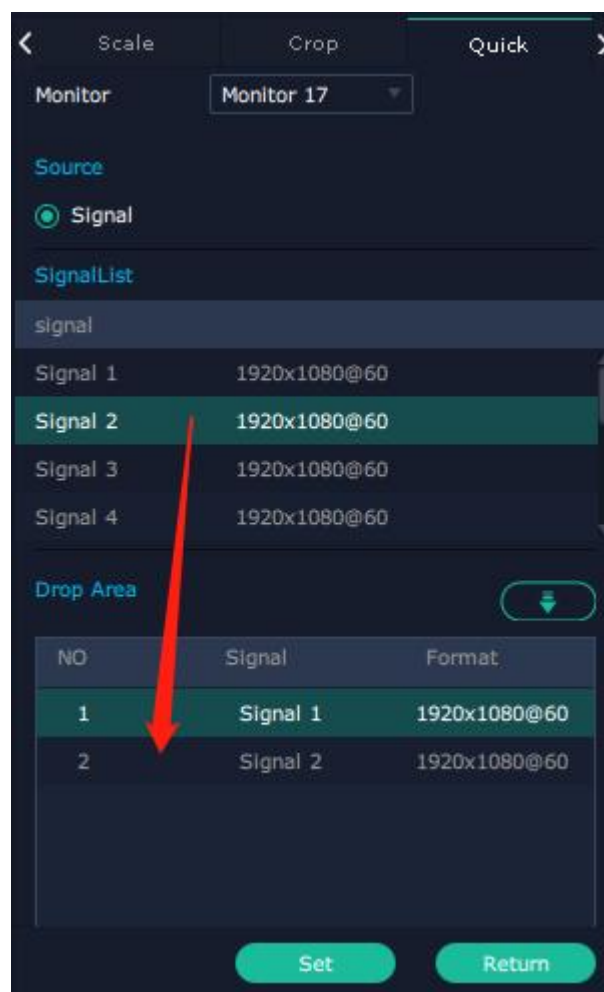 Scale Crop Quick
Monitor Monitor 17
Source
Signal
SignalList
signal
Signal 1 1920x1080@60
Signal 2 1920x1080@60
Signal 3 1920x1080@60
Signal 4 1920x1080@60
Drop Area
NO Signal Format
1 Signal 1 1920x1080@60
2 Signal 2 1920x1080@60
Set Return